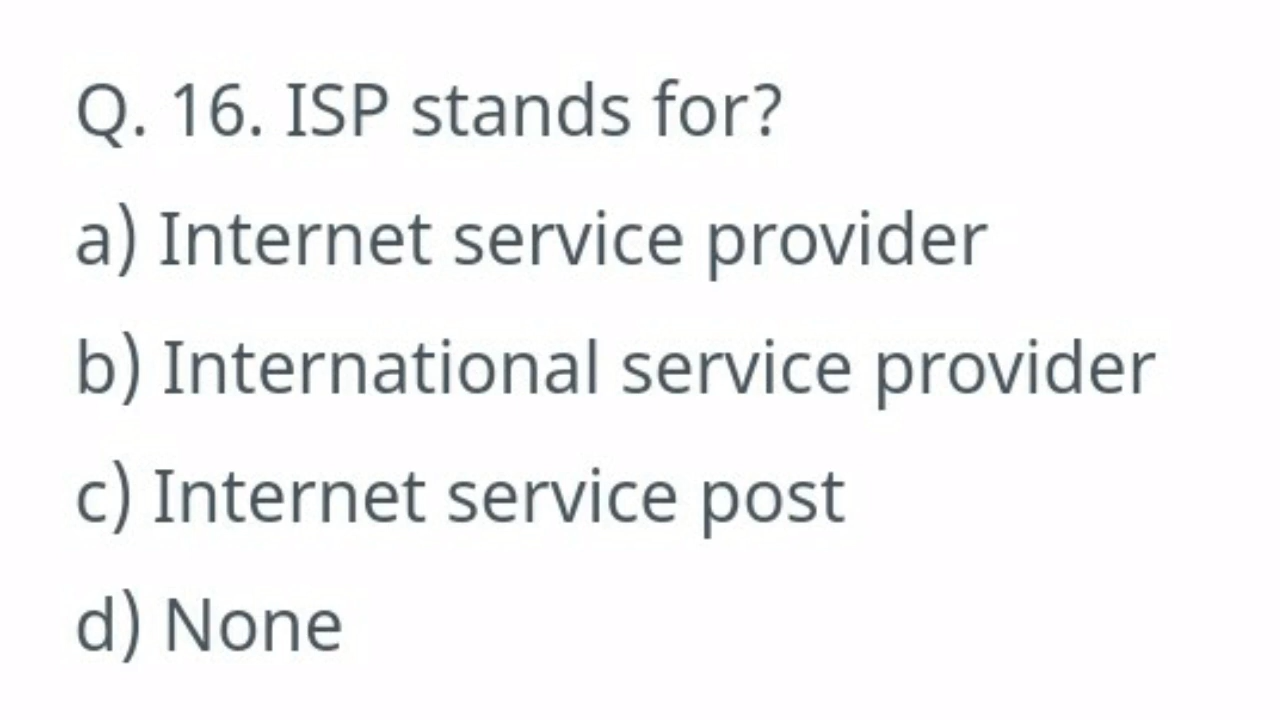 Q. 16. ISP stands for?
a) Internet service provider
b) International service provider
c) Internet service post
d) None